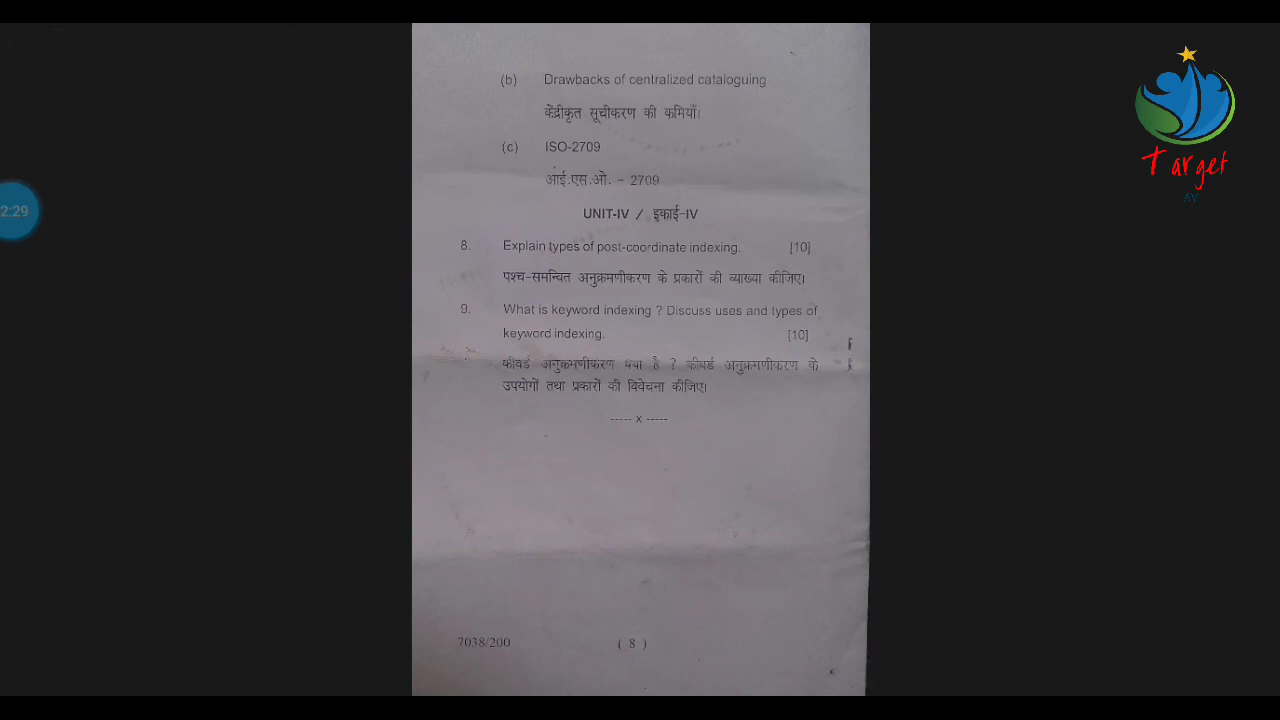 (b) Drawbacks of centralized cataloguing
केंद्रीकृत सूचीकरण की कमियाँ।
(c) ISO-2709
आई.एस.ओ. - 2709
UNIT-IV / इकाई-IV
8. Explain types of post-coordinate indexing. [10]
पश्च-समन्वित अनुक्रमणीकरण के प्रकारों की व्याख्या कीजिए।
9. What is keyword indexing ? Discuss uses and types of
keyword indexing. [10]
कीवर्ड अनुक्रमणीकरण क्या है ? कीवर्ड अनुक्रमणीकरण के
उपयोगों तथा प्रकारों की विवेचना कीजिए।
----- x -----
7038/200 ( 8 )
2:29
Target
AV